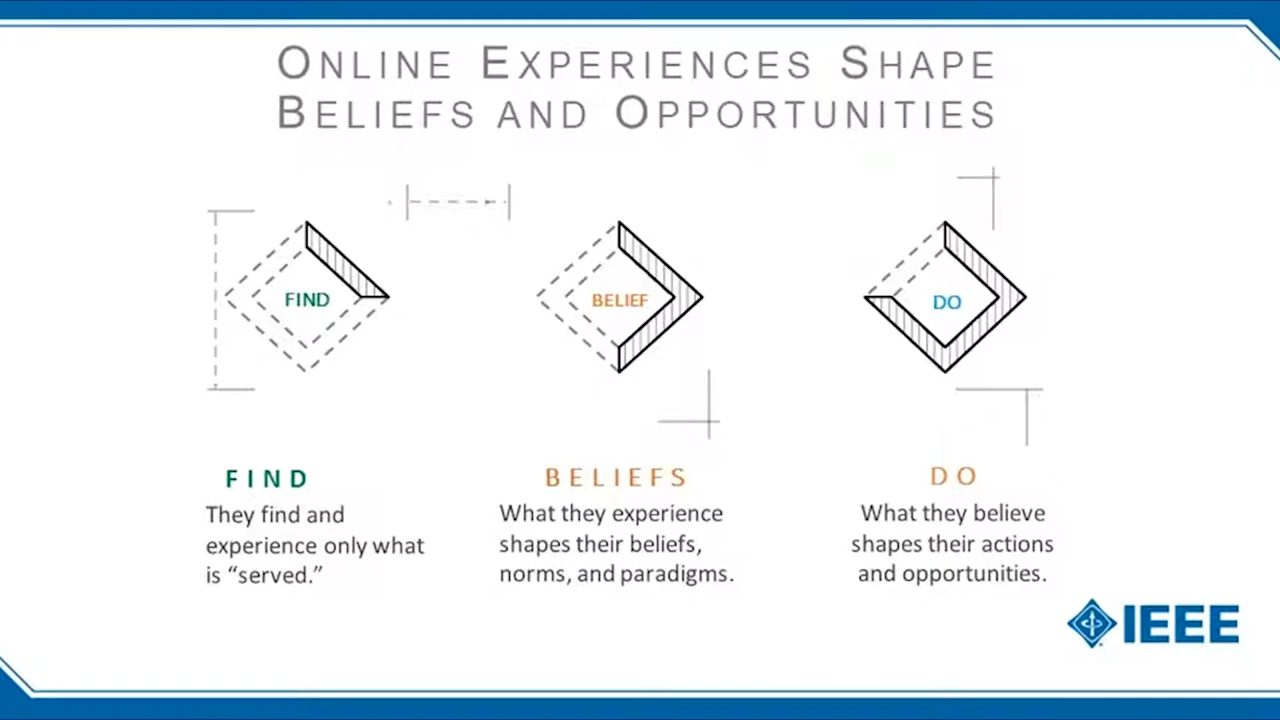 ONLINE EXPERIENCES SHAPE
BELIEFS AND OPPORTUNITIES
FIND
BELIEF
DO
FIND
They find and
experience only what
is “served.”
BELIEFS
What they experience
shapes their beliefs,
norms, and paradigms.
DO
What they believe
shapes their actions
and opportunities.
IEEE